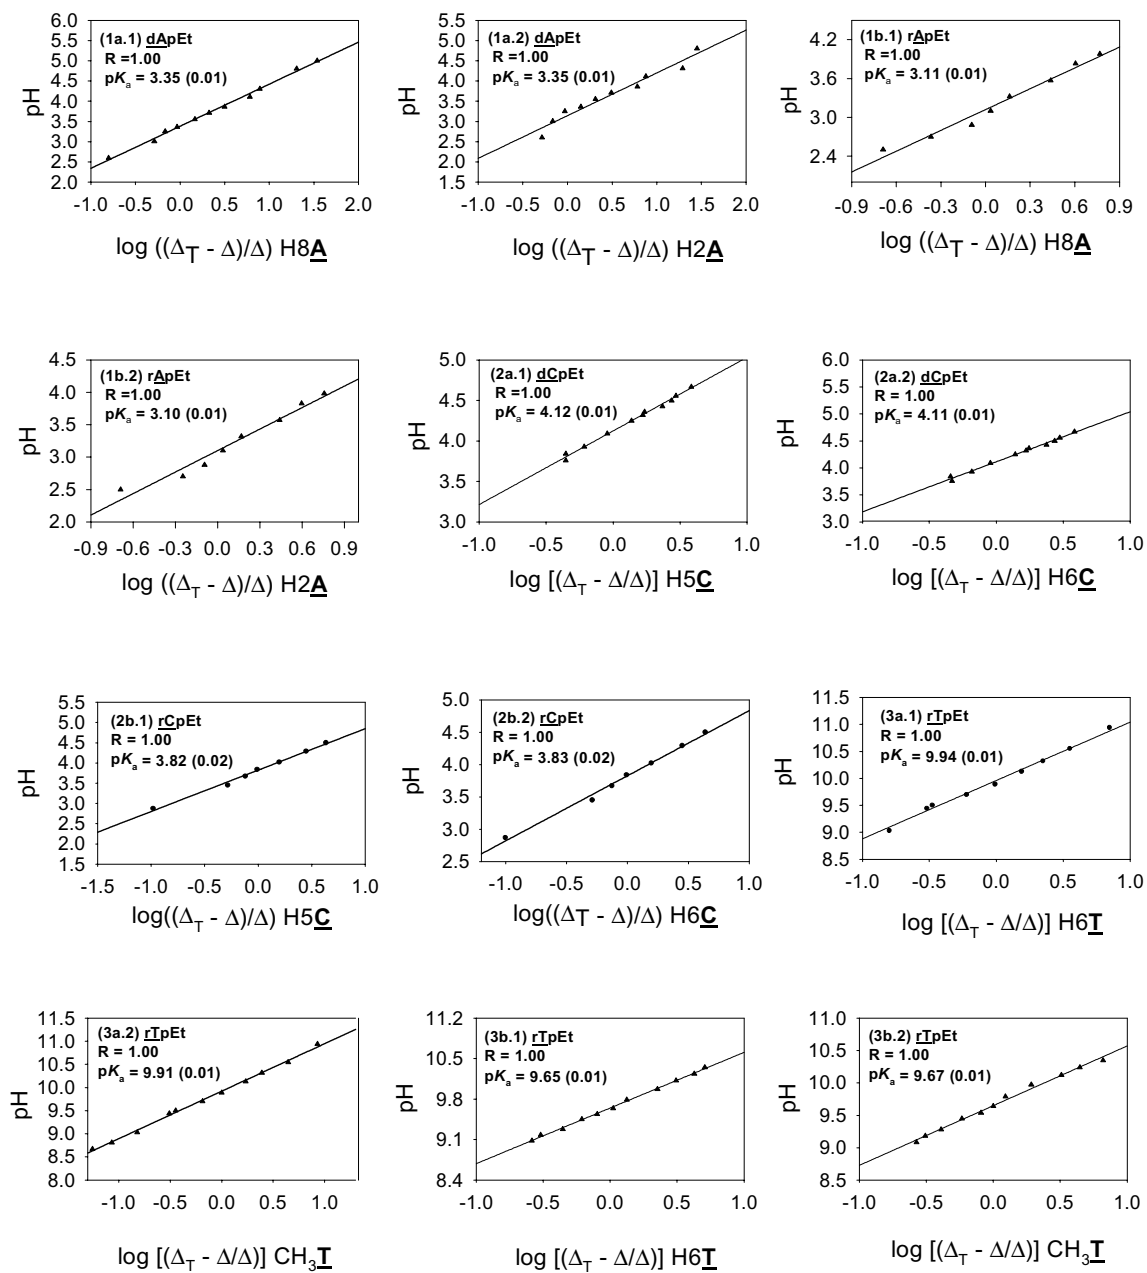 (1a.1) dApEt
R =1.00
pKa = 3.35 (0.01)
pH
6.0
5.5
5.0
4.5
4.0
3.5
3.0
2.5
2.0
-1.0 0.0 0.5 1.0 1.5 2.0
log ((ΔT - Δ)/Δ) H8A
(1a.2) dApEt
R =1.00
pKa = 3.35 (0.01)
pH
5.5
5.0
4.5
4.0
3.5
3.0
2.5
2.0
1.5
-1.0 0.0 0.5 1.0 1.5 2.0
log ((ΔT - Δ)/Δ) H2A
(1b.1) rApEt
R =1.00
pKa = 3.11 (0.01)
pH
4.2
3.6
3.0
2.4
-0.9 -0.6 -0.3 0.0 0.3 0.6 0.9
log ((ΔT - Δ)/Δ) H8A
(1b.2) rApEt
R =1.00
pKa = 3.10 (0.01)
pH
4.5
4.0
3.5
3.0
2.5
2.0
-0.9 -0.6 -0.3 0.0 0.3 0.6 0.9
log ((ΔT - Δ)/Δ) H2A
(2a.1) dCpEt
R =1.00
pKa = 4.12 (0.01)
pH
5.0
4.5
4.0
3.5
3.0
-1.0 -0.5 0.0 0.5 1.0
log [(ΔT - Δ/Δ)] H5C
(2a.2) dCpEt
R = 1.00
pKa = 4.11 (0.01)
pH
6.0
5.5
5.0
4.5
4.0
3.5
3.0
-1.0 -0.5 0.0 0.5 1.0
log [(ΔT - Δ/Δ)] H6C
(2b.1) rCpEt
R = 1.00
pKa = 3.82 (0.02)
pH
5.5
5.0
4.5
4.0
3.5
3.0
2.5
1.5
-1.5 -1.0 -0.5 0.0 0.5 1.0
log((ΔT - Δ)/Δ) H5C
(2b.2) rCpEt
R = 1.00
pKa = 3.83 (0.02)
pH
5.0
4.5
4.0
3.5
3.0
2.5
-1.0 -0.5 0.0 0.5 1.0
log((ΔT - Δ)/Δ) H6C
(3a.1) rTpEt
R = 1.00
pKa = 9.94 (0.01)
pH
11.0
10.5
10.0
9.5
9.0
8.5
-1.0 -0.5 0.0 0.5 1.0
log [(ΔT - Δ/Δ)] H6T
(3a.2) rTpEt
R = 1.00
pKa = 9.91 (0.01)
pH
11.5
11.0
10.5
10.0
9.5
9.0
8.5
8.0
-1.0 -0.5 0.0 0.5 1.0
log [(ΔT - Δ/Δ)] CH3T
(3b.1) rTpEt
R = 1.00
pKa = 9.65 (0.01)
pH
11.2
10.5
9.8
9.1
8.4
-1.0 -0.5 0.0 0.5 1.0
log [(ΔT - Δ/Δ)] H6T
(3b.2) rTpEt
R = 1.00
pKa = 9.67 (0.01)
pH
11.0
10.5
10.0
9.5
9.0
8.5
-1.0 -0.5 0.0 0.5 1.0
log [(ΔT - Δ/Δ)] CH3T